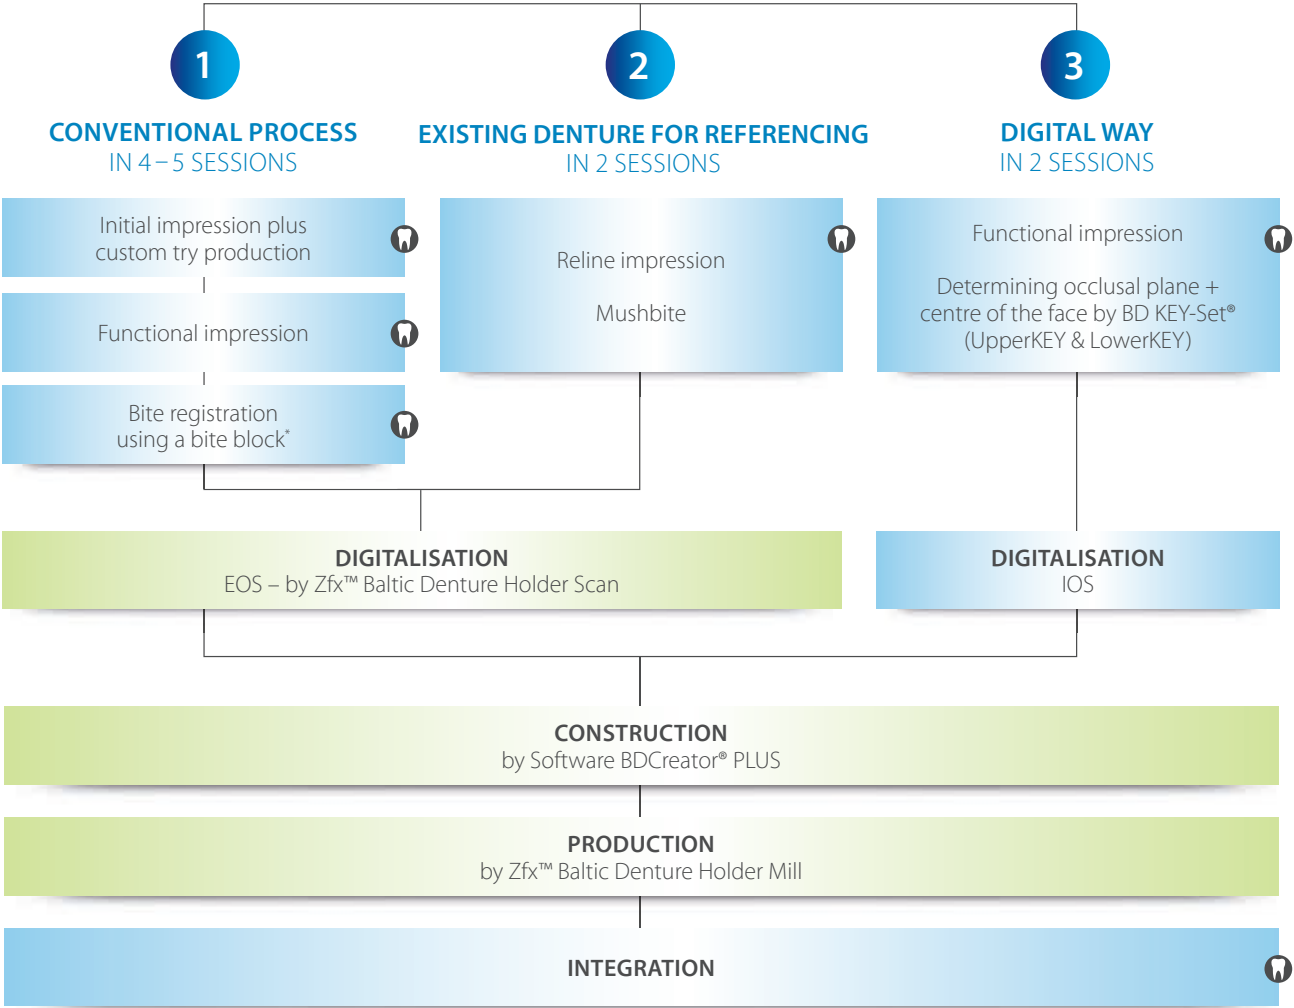 1
CONVENTIONAL PROCESS
IN 4–5 SESSIONS
Initial impression plus
custom try production
Functional impression
Bite registration
using a bite block*
2
EXISTING DENTURE FOR REFERENCING
IN 2 SESSIONS
Reline impression
Mushbite
3
DIGITAL WAY
IN 2 SESSIONS
Functional impression
Determining occlusal plane +
centre of the face by BD KEY-Set®
(UpperKEY & LowerKEY)
DIGITALISATION
EOS – by Zfx™ Baltic Denture Holder Scan
DIGITALISATION
IOS
CONSTRUCTION
by Software BDCreator® PLUS
PRODUCTION
by Zfx™ Baltic Denture Holder Mill
INTEGRATION